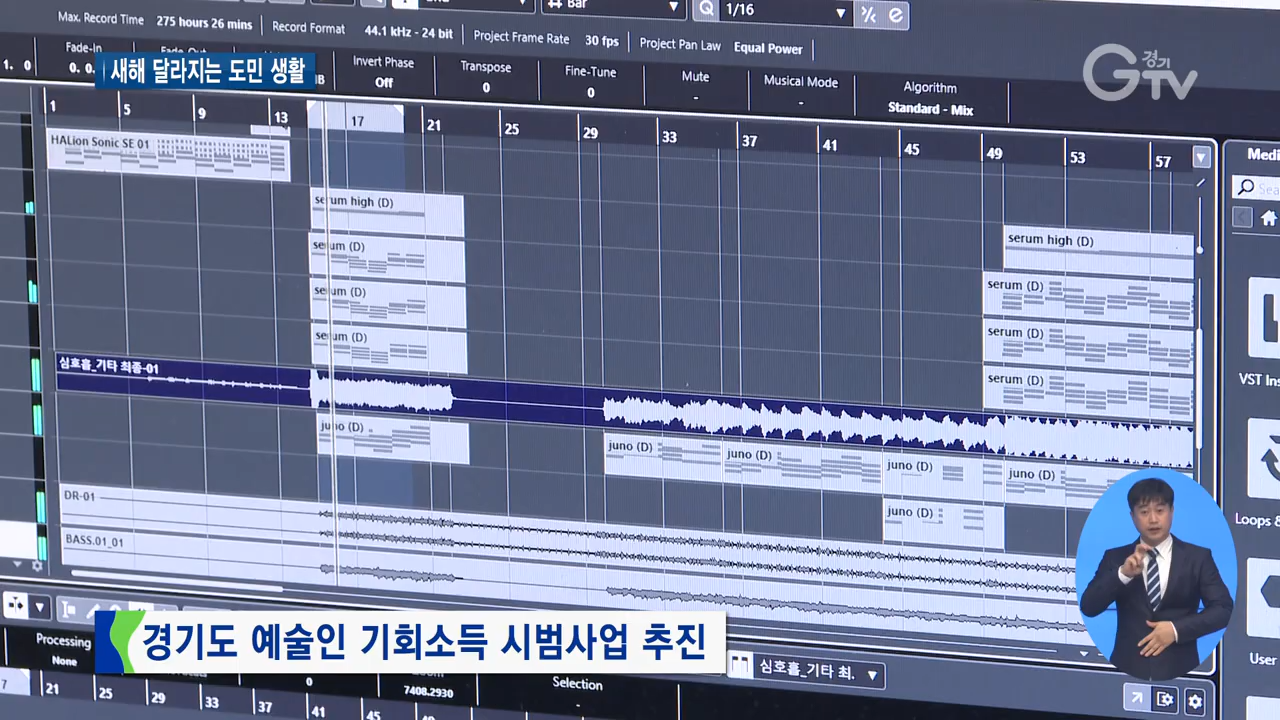 Bar
1/16
Max. Record Time 275 hours 26 mins
Record Format 44.1 kHz - 24 bit
Project Frame Rate 30 fps
Project Pan Law Equal Power
경기
GTV
새해 달라지는 도민 생활
1. 0
Fade-In
0. 0.
Invert Phase
Off
Transpose
0
Fine-Tune
0
Mute
-
Musical Mode
-
Algorithm
Standard - Mix
1 5 9 13 17 21 25 29 33 37 41 45 49 53 57
HALion Sonic SE 01
serum high (D)
serum (D)
serum (D)
serum (D)
serum high (D)
serum (D)
serum (D)
serum (D)
심호흡_기타 최종-01
juno (D)
juno (D)
juno (D)
juno (D)
juno (D)
juno (D)
DR-01
BASS.01_01
VST Ins
Loops &
User
경기도 예술인 기회소득 시범사업 추진
심호흡_기타 최.
Processing
None
0
7408.2930
Selection
-
21 25 29 33 37 41 45 49